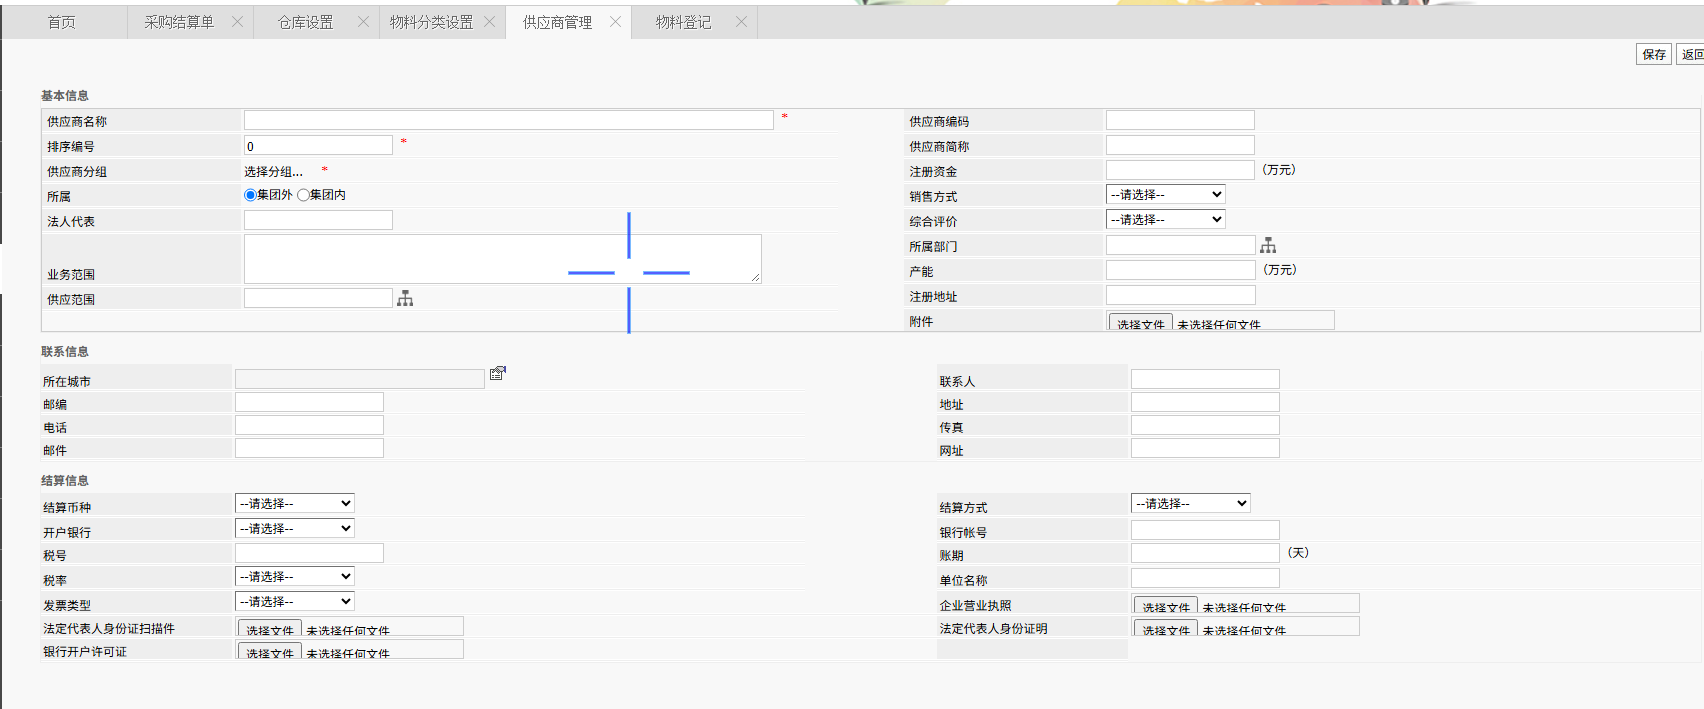 首页 采购结算单 仓库设置 物料分类设置 供应商管理 物料登记
保存 返回
基本信息
供应商名称 * 供应商编码
排序编号 0 * 供应商简称
供应商分组 选择分组... * 注册资金 (万元)
所属 集团外 集团内 销售方式 --请选择--
法人代表 综合评价 --请选择--
所属部门
业务范围 产能 (万元)
供应范围 注册地址
附件 选择文件 未选择任何文件
联系信息
所在城市 联系人
邮编 地址
电话 传真
邮件 网址
结算信息
结算币种 --请选择-- 结算方式 --请选择--
开户银行 --请选择-- 银行帐号
税号 账期 (天)
税率 --请选择-- 单位名称
发票类型 --请选择-- 企业营业执照 选择文件 未选择任何文件
法定代表人身份证扫描件 选择文件 未选择任何文件 法定代表人身份证明 选择文件 未选择任何文件
银行开户许可证 选择文件 未选择任何文件